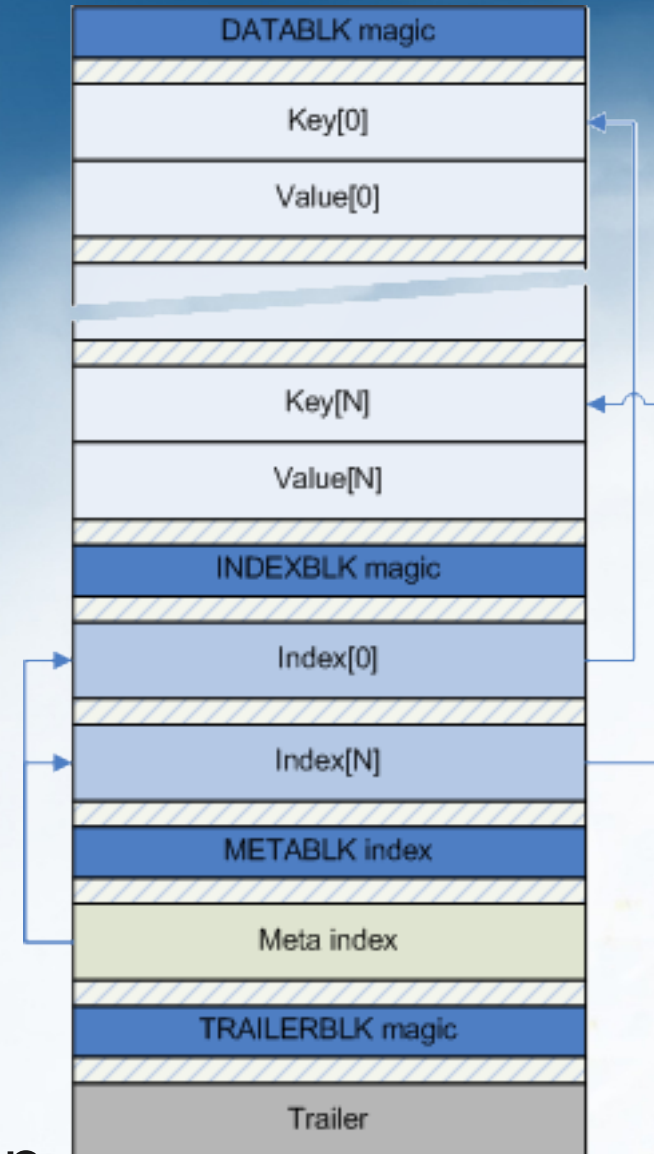 DATABLK magic
Key[0]
Value[0]
Key[N]
Value[N]
INDEXBLK magic
Index[0]
Index[N]
METABLK index
Meta index
TRAILERBLK magic
Trailer